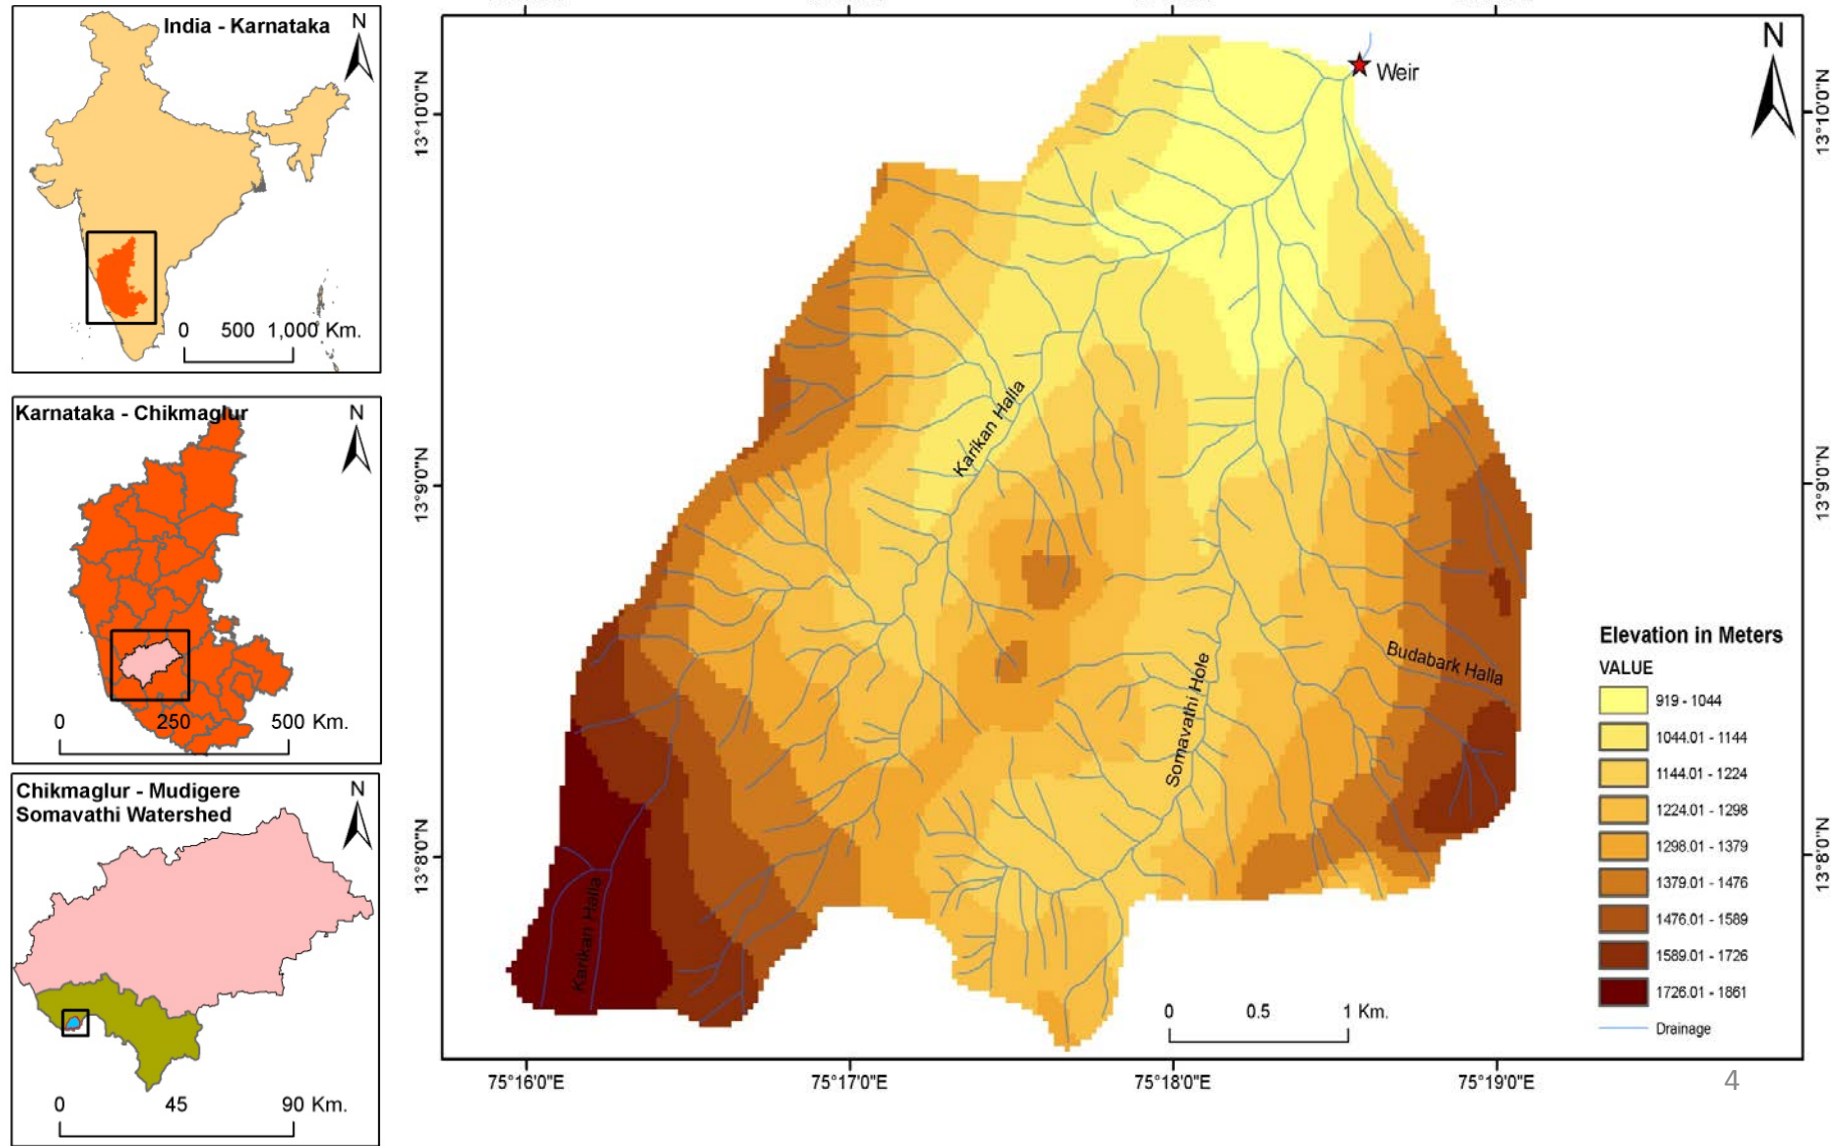 India - Karnataka
N
0 500 1,000 Km.
Karnataka - Chikmaglur
N
0 250 500 Km.
Chikmaglur - Mudigere
Somavathi Watershed
N
0 45 90 Km.
N
Weir
13°10'0"N
13°10'0"N
Karikan Halla
13°9'0"N
13°9'0"N
Budabark Halla
Somavathi Hole
13°8'0"N
13°8'0"N
Karikan Halla
0 0.5 1 Km.
75°16'0"E 75°17'0"E 75°18'0"E 75°19'0"E
Elevation in Meters
VALUE
919 - 1044
1044.01 - 1144
1144.01 - 1224
1224.01 - 1298
1298.01 - 1379
1379.01 - 1476
1476.01 - 1589
1589.01 - 1726
1726.01 - 1861
Drainage
4